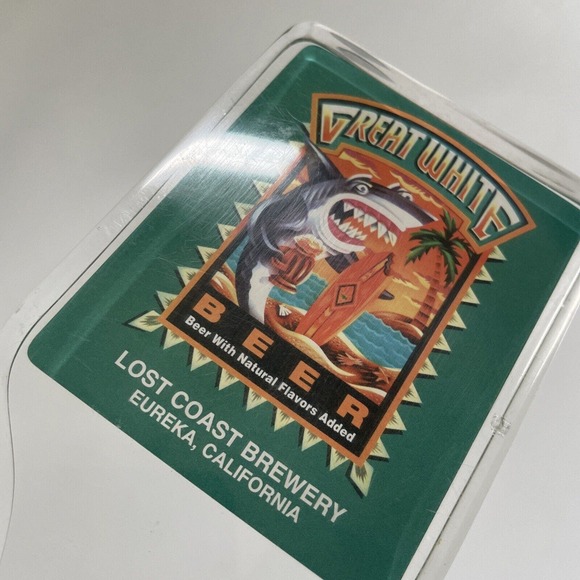 GREAT WHITE
BEER
Beer With Natural Flavors Added
LOST COAST BREWERY
EUREKA, CALIFORNIA